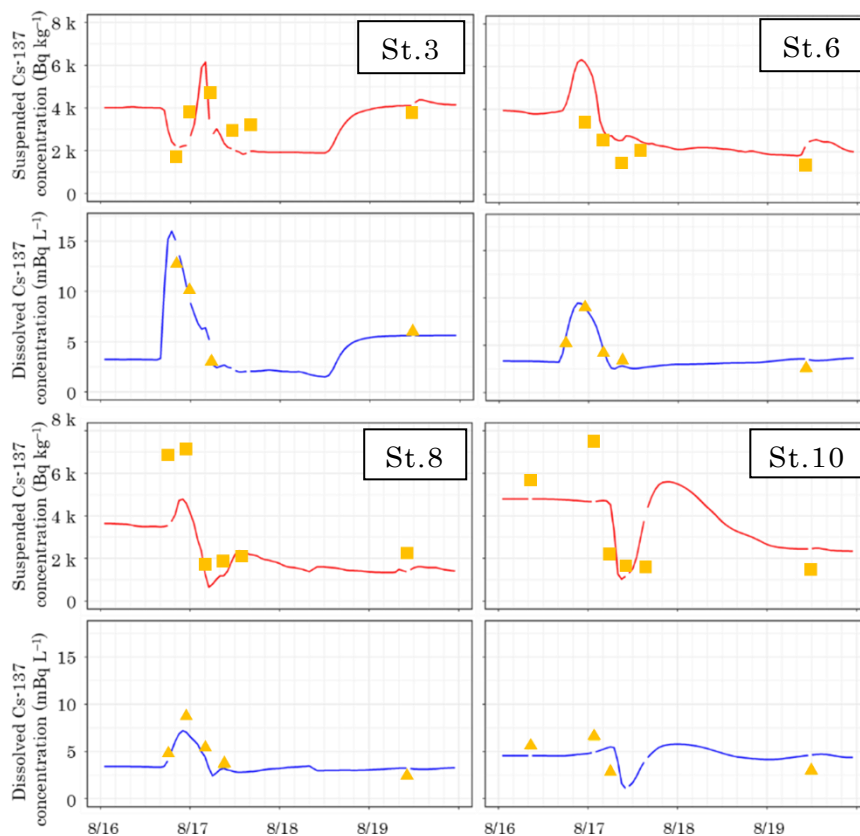 Suspended Cs-137
concentration (Bq kg⁻¹)
8 k
6 k
4 k
2 k
0
St.3
St.6
Dissolved Cs-137
concentration (mBq L⁻¹)
15
10
5
0
Suspended Cs-137
concentration (Bq kg⁻¹)
8 k
6 k
4 k
2 k
0
St.8
St.10
Dissolved Cs-137
concentration (mBq L⁻¹)
15
10
5
0
8/16 8/17 8/18 8/19 8/16 8/17 8/18 8/19